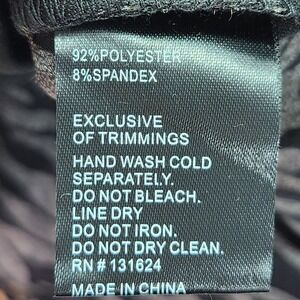 92%POLYESTER
8%SPANDEX
EXCLUSIVE
OF TRIMMINGS
HAND WASH COLD
SEPARATELY.
DO NOT BLEACH.
LINE DRY
DO NOT IRON.
DO NOT DRY CLEAN.
RN # 131624
MADE IN CHINA